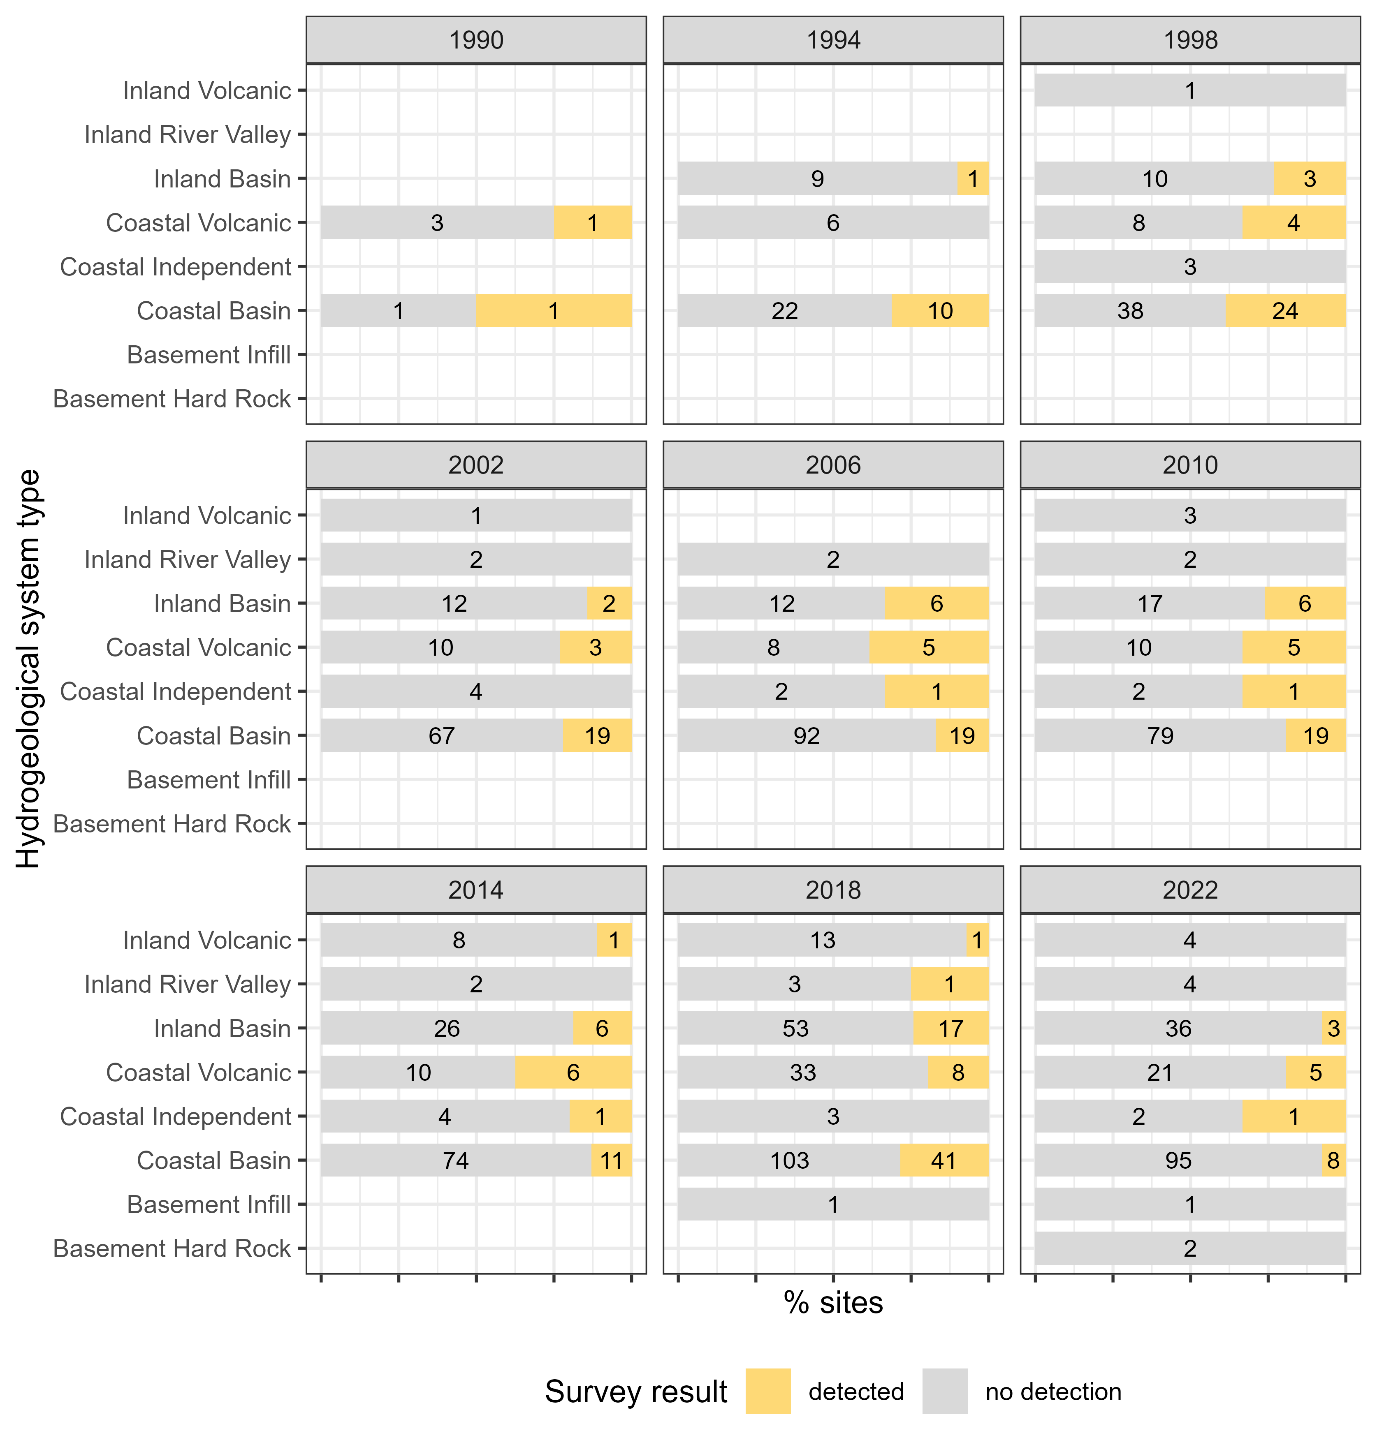 1990 1994 1998
Inland Volcanic 1
Inland River Valley
Inland Basin 9 1 10 3
Coastal Volcanic 3 1 6 8 4
Coastal Independent 3
Coastal Basin 1 1 22 10 38 24
Basement Infill
Basement Hard Rock
Hydrogeological system type
2002 2006 2010
Inland Volcanic 1 3
Inland River Valley 2 2 2
Inland Basin 12 2 12 6 17 6
Coastal Volcanic 10 3 8 5 10 5
Coastal Independent 4 2 1 2 1
Coastal Basin 67 19 92 19 79 19
Basement Infill
Basement Hard Rock
2014 2018 2022
Inland Volcanic 8 1 13 1 4
Inland River Valley 2 3 1 4
Inland Basin 26 6 53 17 36 3
Coastal Volcanic 10 6 33 8 21 5
Coastal Independent 4 1 3 2 1
Coastal Basin 74 11 103 41 95 8
Basement Infill 1 1
Basement Hard Rock 2
% sites
Survey result detected no detection